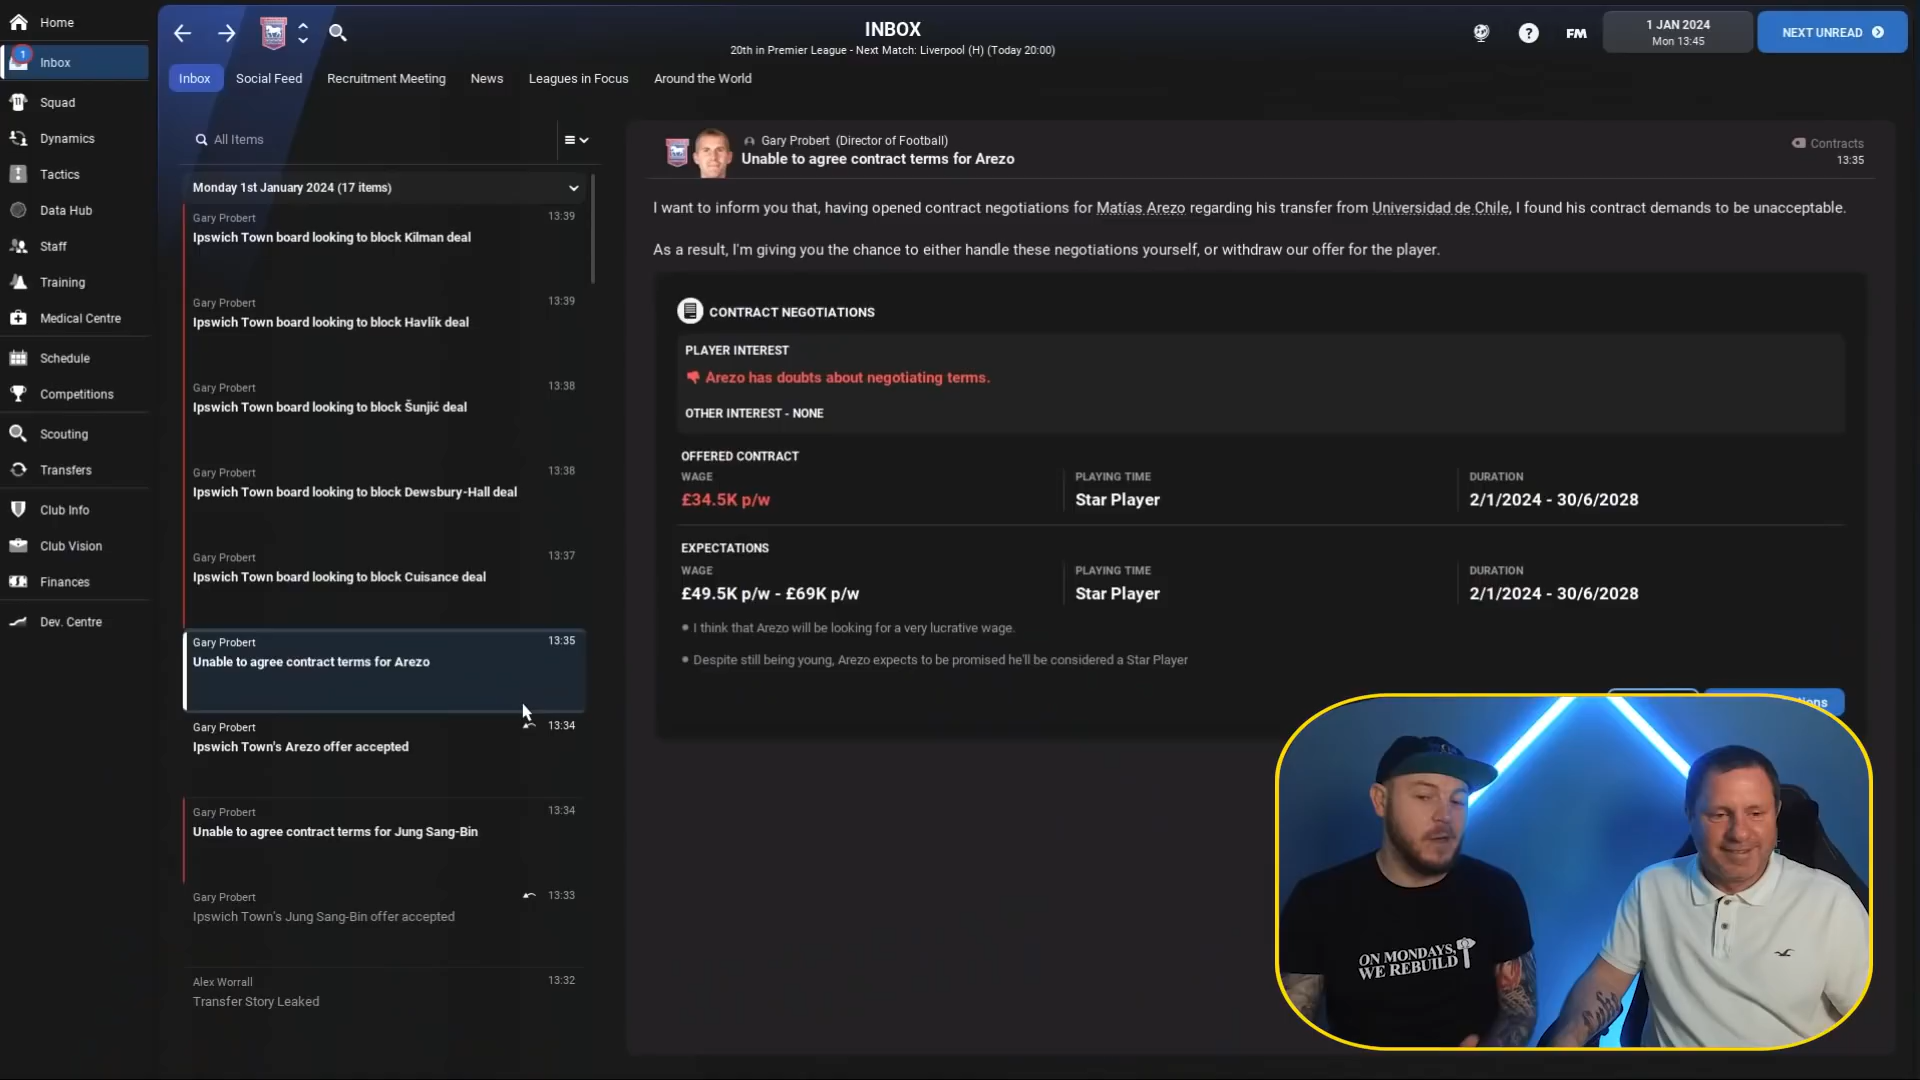 Home
Inbox
1
Squad
Dynamics
Tactics
Data Hub
Staff
Training
Medical Centre
Schedule
Competitions
Scouting
Transfers
Club Info
Club Vision
Finances
Dev. Centre
INBOX
20th in Premier League - Next Match: Liverpool (H) (Today 20:00)
FM
1 JAN 2024
Mon 13:45
NEXT UNREAD
Inbox
Social Feed
Recruitment Meeting
News
Leagues in Focus
Around the World
All Items
Monday 1st January 2024 (17 items)
Gary Probert 13:39
Ipswich Town board looking to block Kilman deal
Gary Probert 13:39
Ipswich Town board looking to block Havlík deal
Gary Probert 13:38
Ipswich Town board looking to block Šunjić deal
Gary Probert 13:38
Ipswich Town board looking to block Dewsbury-Hall deal
Gary Probert 13:37
Ipswich Town board looking to block Cuisance deal
Gary Probert 13:35
Unable to agree contract terms for Arezo
Gary Probert 13:34
Ipswich Town's Arezo offer accepted
Gary Probert 13:34
Unable to agree contract terms for Jung Sang-Bin
Gary Probert 13:33
Ipswich Town's Jung Sang-Bin offer accepted
Alex Worrall 13:32
Transfer Story Leaked
Gary Probert (Director of Football)
Unable to agree contract terms for Arezo
Contracts
13:35
I want to inform you that, having opened contract negotiations for Matías Arezo regarding his transfer from Universidad de Chile, I found his contract demands to be unacceptable.
As a result, I'm giving you the chance to either handle these negotiations yourself, or withdraw our offer for the player.
CONTRACT NEGOTIATIONS
PLAYER INTEREST
Arezo has doubts about negotiating terms.
OTHER INTEREST - NONE
OFFERED CONTRACT
WAGE PLAYING TIME DURATION
£34.5K p/w Star Player 2/1/2024 - 30/6/2028
EXPECTATIONS
WAGE PLAYING TIME DURATION
£49.5K p/w - £69K p/w Star Player 2/1/2024 - 30/6/2028
I think that Arezo will be looking for a very lucrative wage.
Despite still being young, Arezo expects to be promised he'll be considered a Star Player
ON MONDAYS,
WE REBUILD